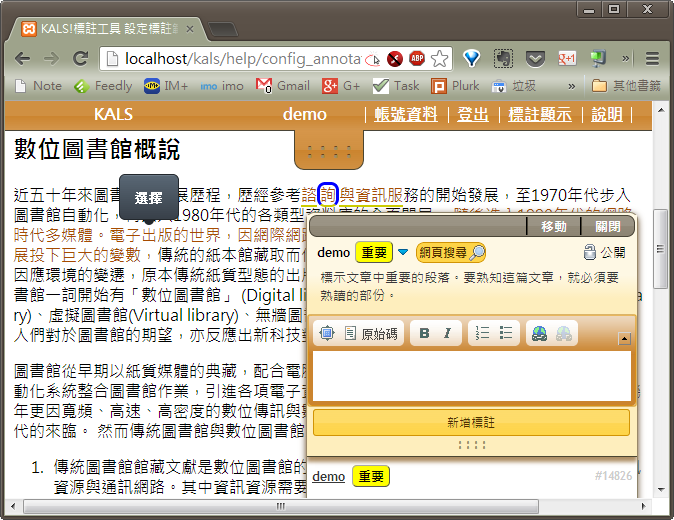 KALS!標註工具 設定標註
localhost/kals/help/config_annota
Note Feedly IM+ imo Gmail G+ Task Plurk 垃圾 » 其他書籤
KALS demo | 帳號資料 | 登出 | 標註顯示 | 說明 |
數位圖書館概說
選擇
近五十年來圖書 展歷程，歷經參考諮詢與資訊服務的開始發展，至1970年代步入
圖書館自動化， 1980年代的各類型
時代多媒體。電子出版的世界，因網際網
展投下巨大的變數，傳統的紙本館藏取而
因應環境的變遷，原本傳統紙質型態的出
書館一詞開始有「數位圖書館」 (Digital li
ry)、虛擬圖書館(Virtual library)、無牆圖書
人們對於圖書館的期望，亦反應出新科技
圖書館從早期以紙質媒體的典藏，配合電
動化系統整合圖書館作業，引進各項電子
年更因寬頻、高速、高密度的數位傳訊與
代的來臨。 然而傳統圖書館與數位圖書館
1. 傳統圖書館館藏文獻是數位圖書館的
資源與通訊網路。其中資訊資源需要
移動 關閉
demo 重要 網頁搜尋 公開
標示文章中重要的段落。要熟知這篇文章，就必須要
熟讀的部份。
原始碼 B I
新增標註
demo 重要 #14826